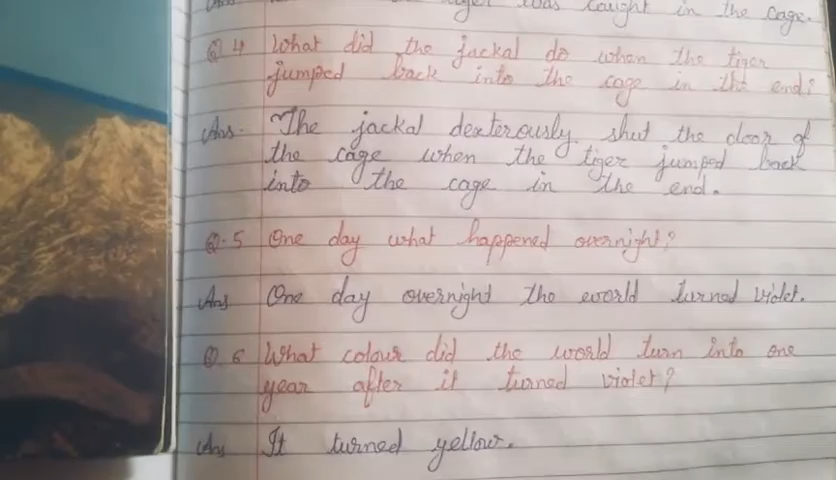 tiger was caught in the cage.
Q 4 What did the jackal do when the tiger
jumped back into the cage in the end?
Ans. The jackal dexterously shut the door of
the cage when the tiger jumped back
into the cage in the end.
Q.5 One day what happened overnight?
Ans One day overnight the world turned violet.
Q 6 What colour did the world turn into one
year after it turned violet?
Ans It turned yellow.